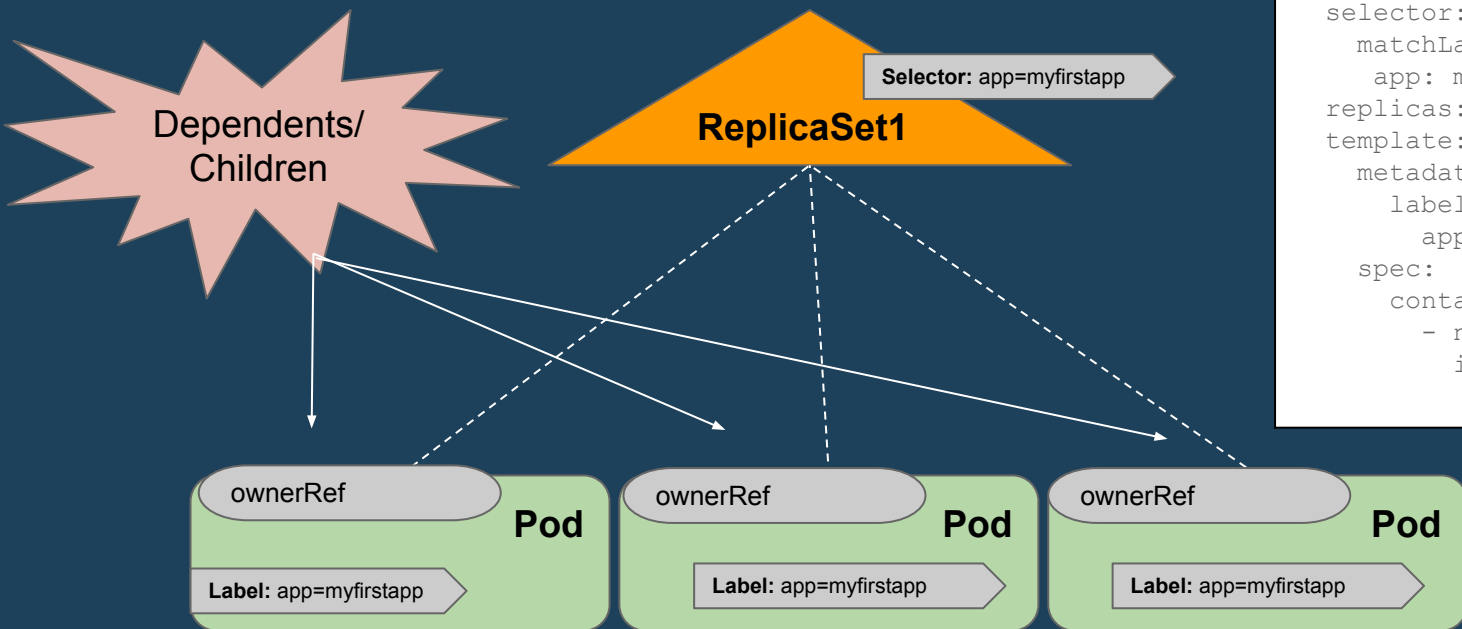 Dependents/
Children
Selector: app=myfirstapp
ReplicaSet1
selector:
matchLa
app: m
replicas:
template:
metadat
label
app
spec:
conta
- n
i
ownerRef
Pod
Label: app=myfirstapp
ownerRef
Pod
Label: app=myfirstapp
ownerRef
Pod
Label: app=myfirstapp